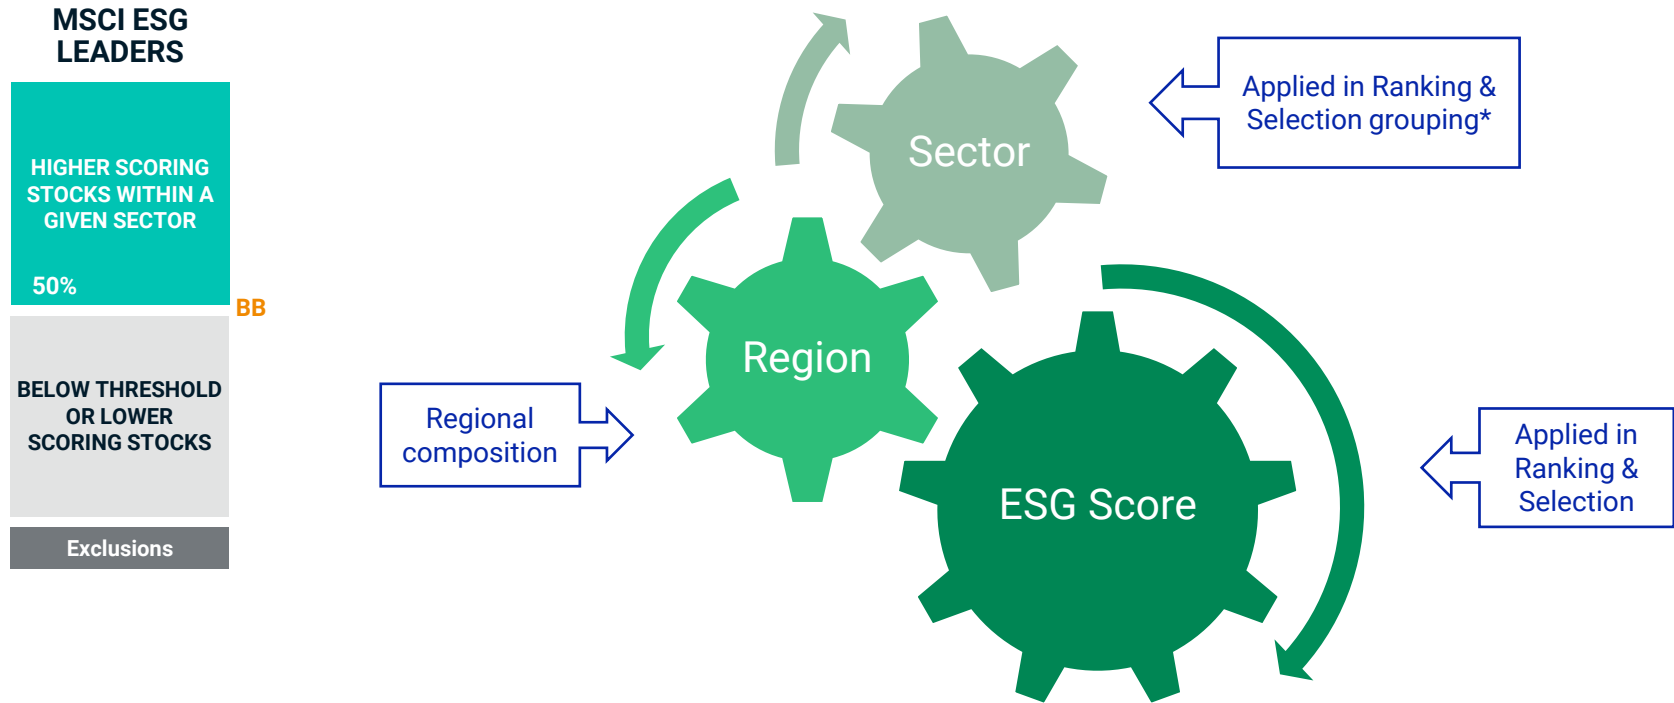 MSCI ESG
LEADERS
HIGHER SCORING
STOCKS WITHIN A
GIVEN SECTOR
50%
BB
BELOW THRESHOLD
OR LOWER
SCORING STOCKS
Exclusions
Sector
Applied in Ranking &
Selection grouping*
Region
Regional
composition
ESG Score
Applied in
Ranking &
Selection